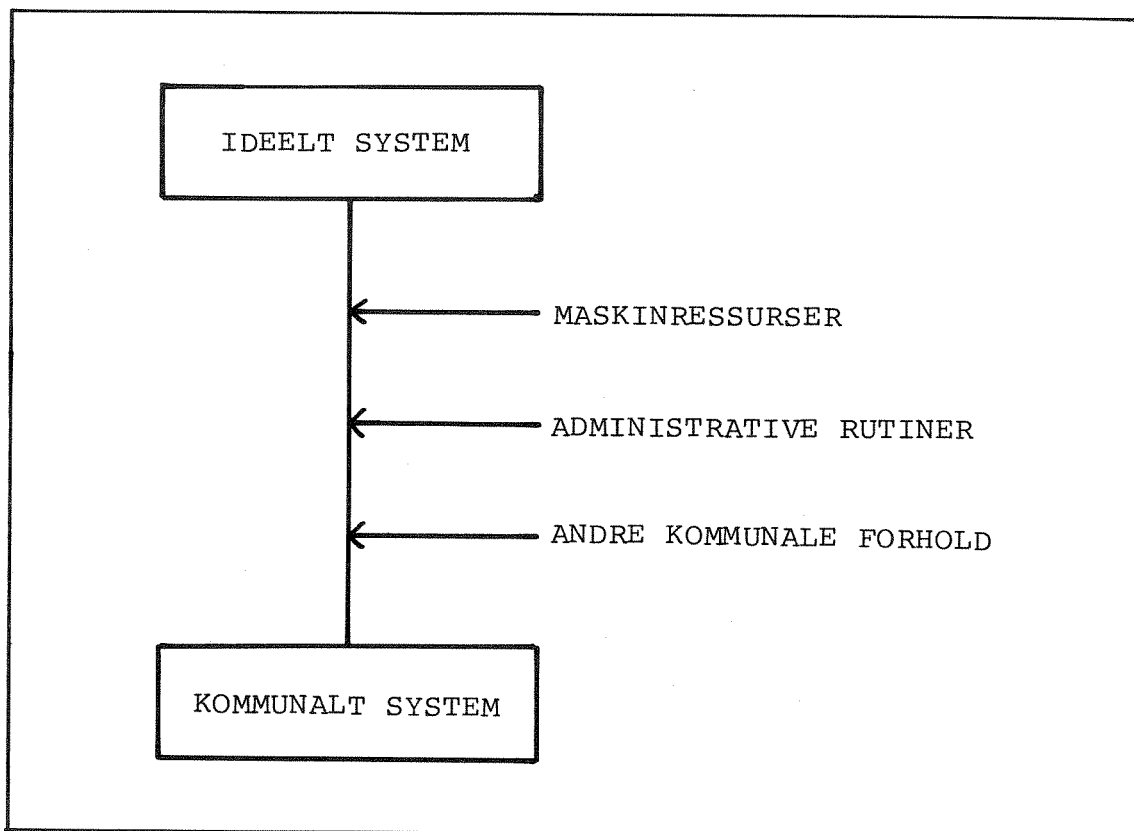 IDEELT SYSTEM
MASKINRESSURSER
ADMINISTRATIVE RUTINER
ANDRE KOMMUNALE FORHOLD
KOMMUNALT SYSTEM